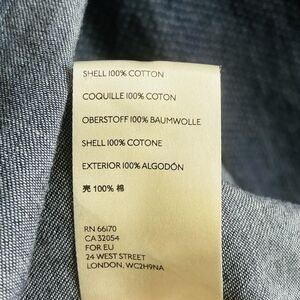 SHELL 100% COTTON
COQUILLE 100% COTON
OBERSTOFF 100% BAUMWOLLE
SHELL 100% COTONE
EXTERIOR 100% ALGODÓN
売 100% 棉
RN 66170
CA 32054
FOR EU
24 WEST STREET
LONDON, WC2H9NA